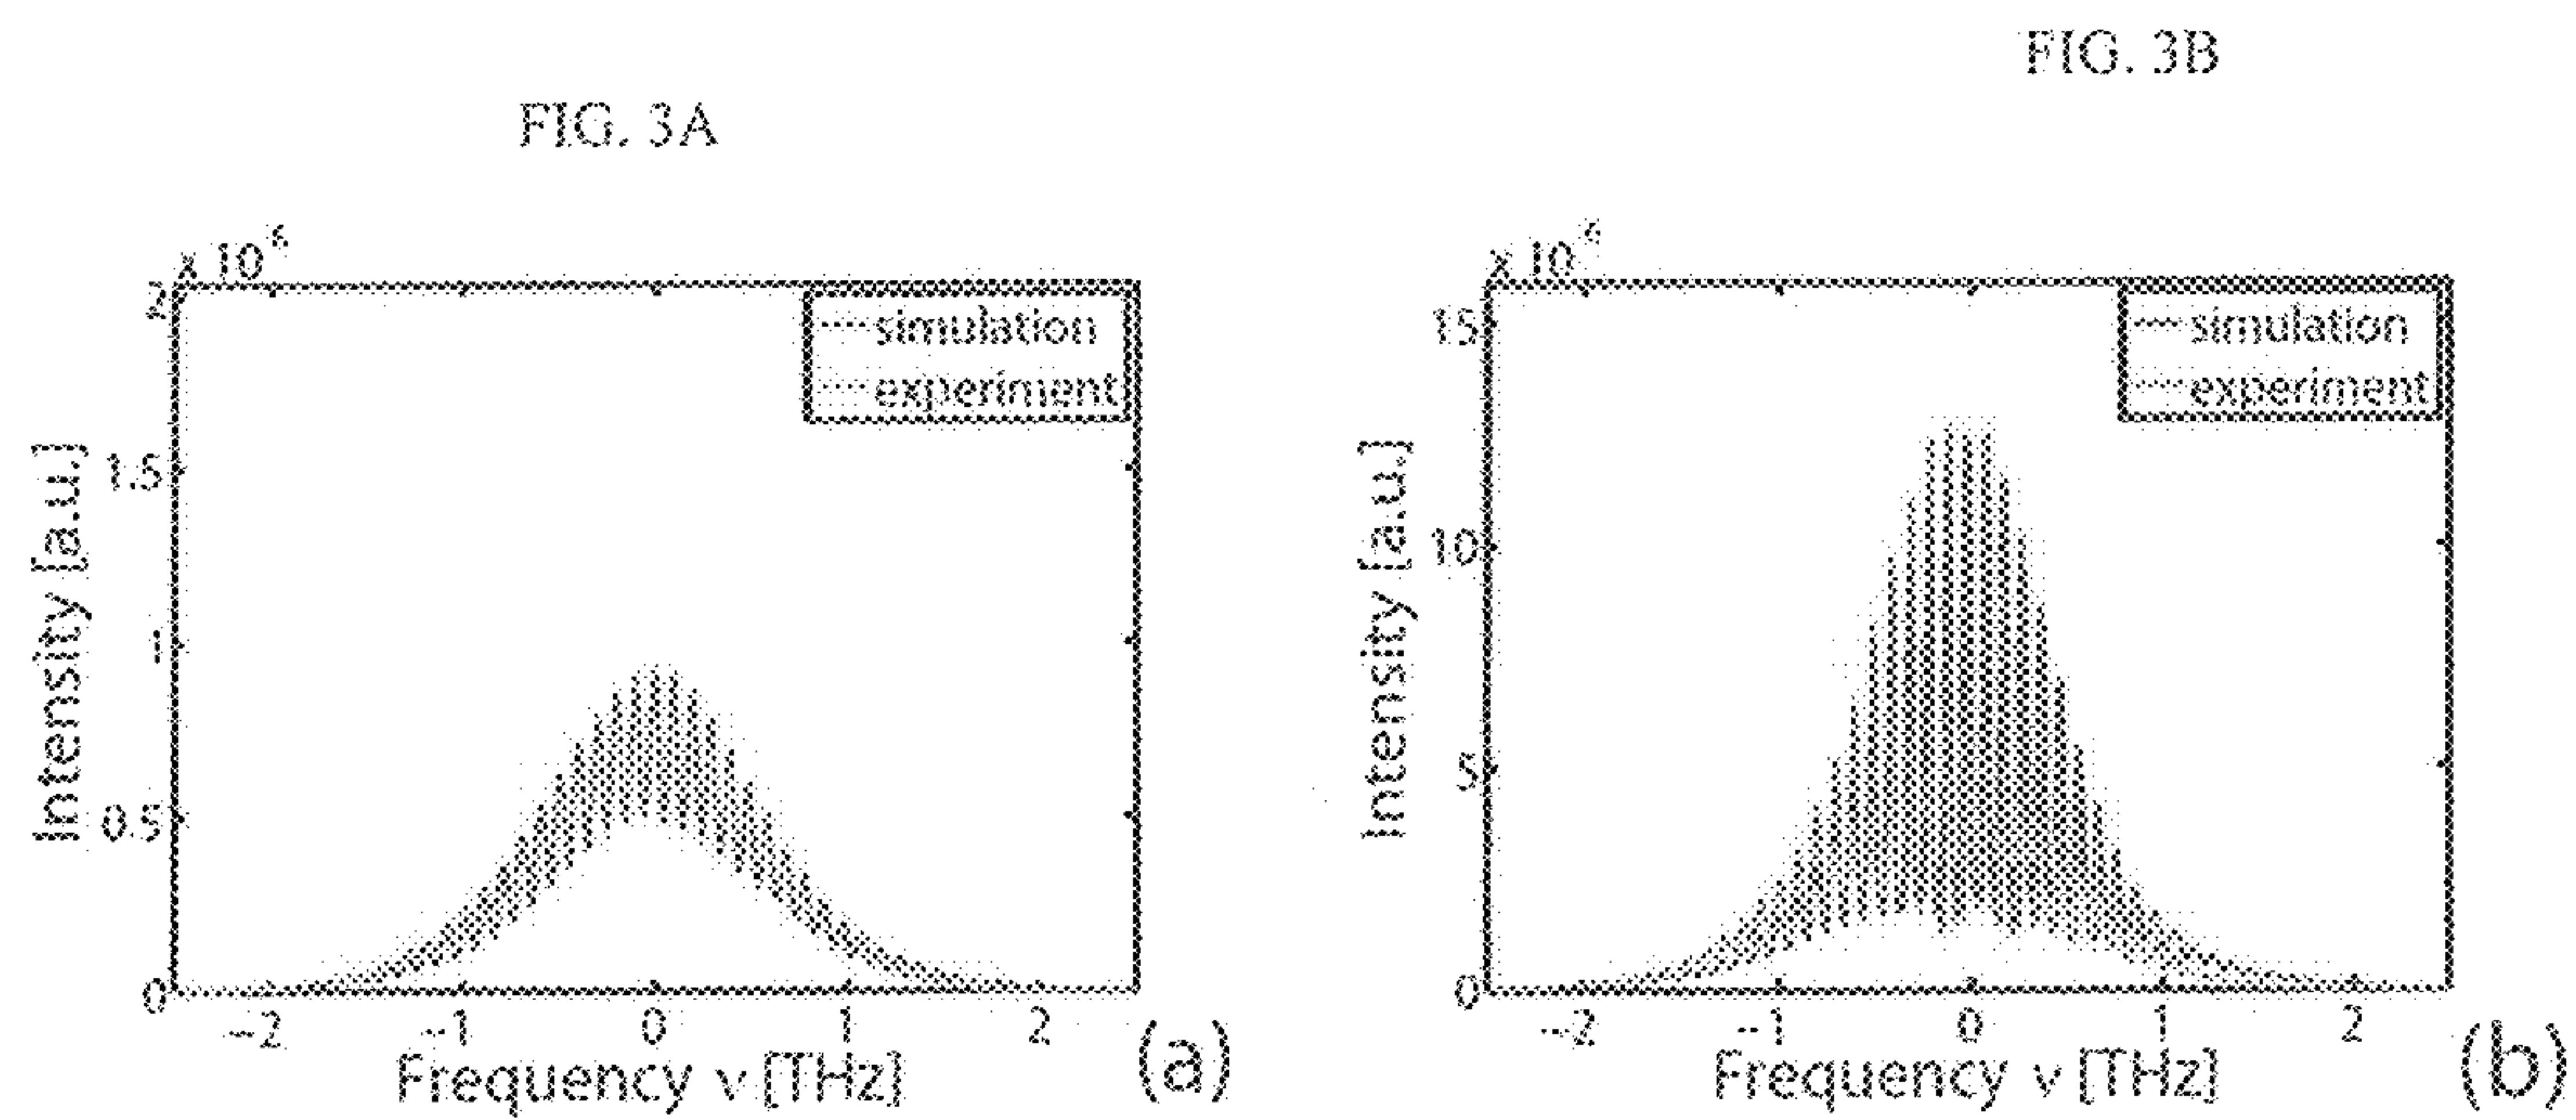 FIG. 3B
FIG. 3A
x 10^6
2
1.5
1
0.5
0
Intensity [a.u.]
simulation
experiment
-2 -1 0 1 2
Frequency ν [THz]
(a)
x 10^6
15
10
5
0
Intensity [a.u.]
simulation
experiment
-2 -1 0 1 2
Frequency ν [THz]
(b)